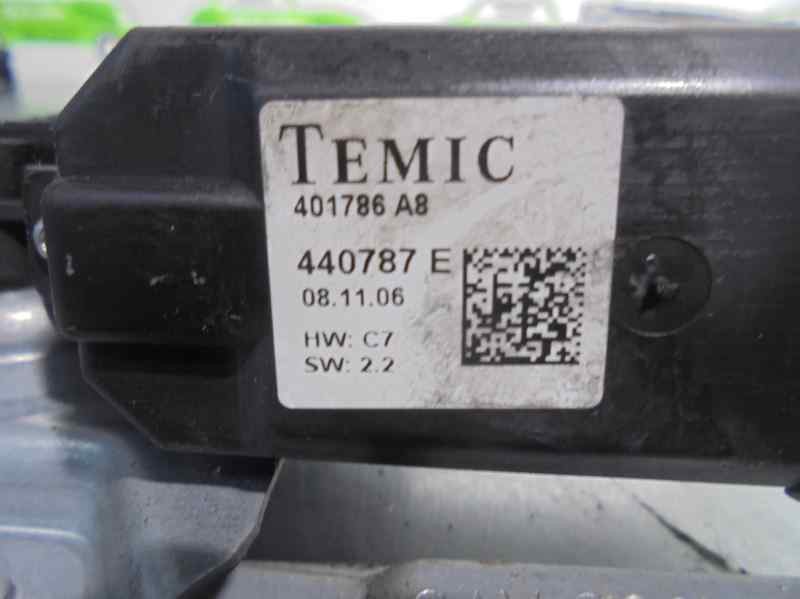 TEMIC
401786 A8
440787 E
08.11.06
HW: C7
SW: 2.2